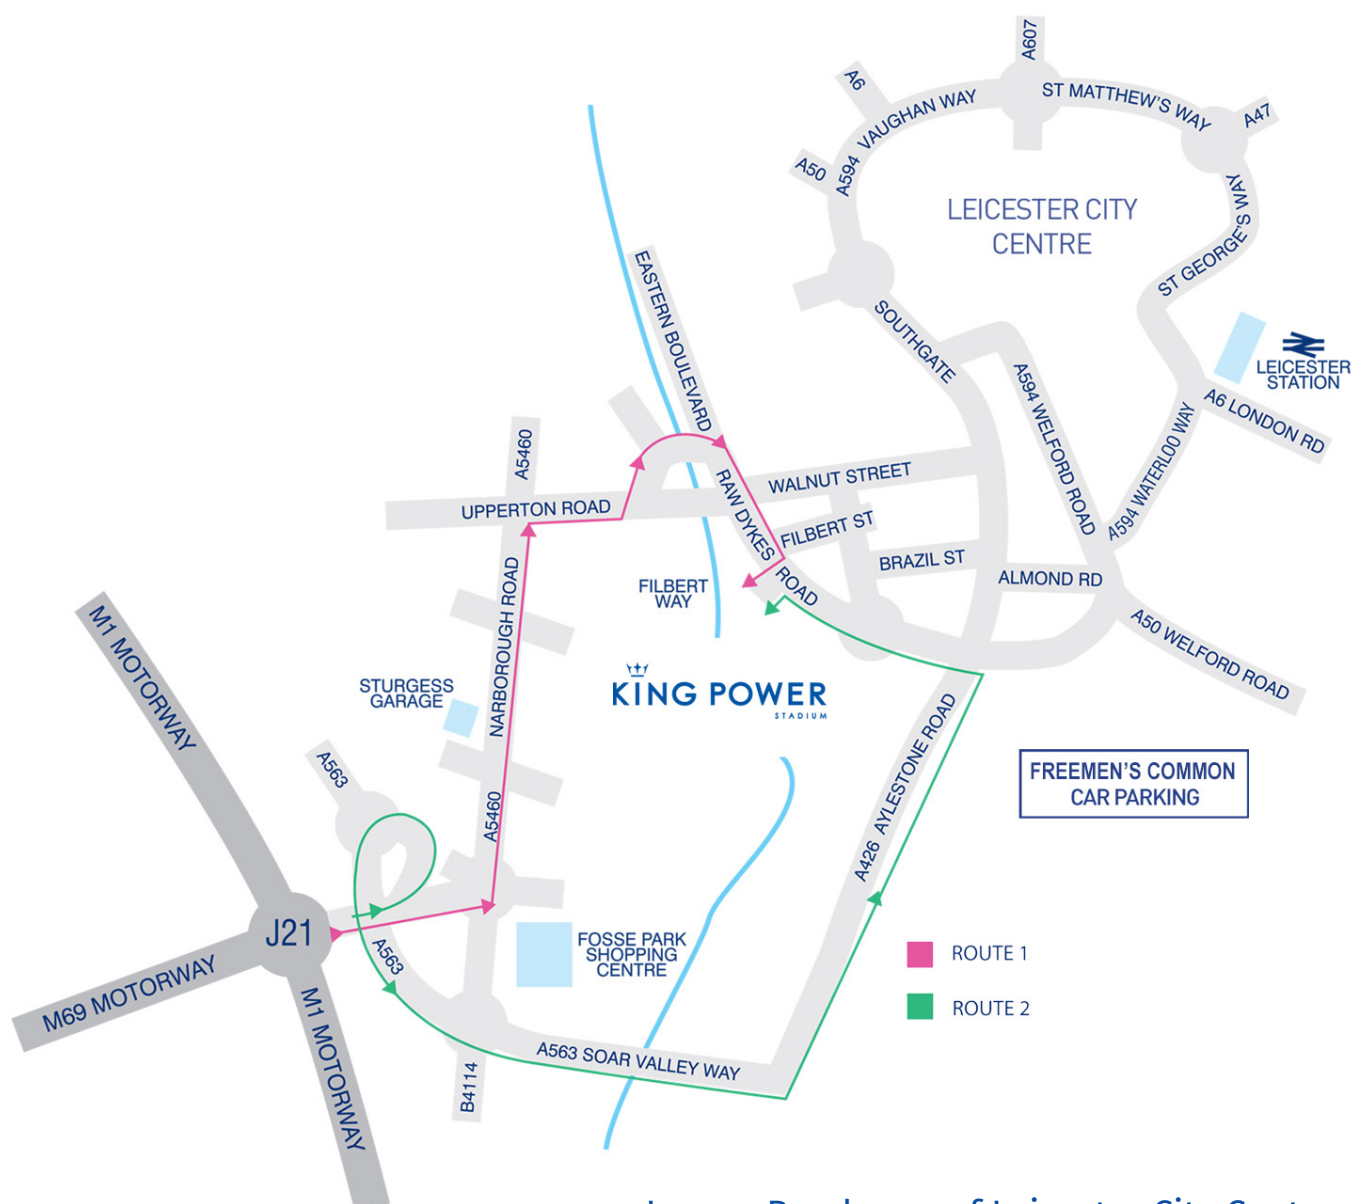 A607
A6
ST MATTHEW'S WAY
A594 VAUGHAN WAY
A47
A50
LEICESTER CITY
CENTRE
ST GEORGE'S WAY
EASTERN BOULEVARD
SOUTHGATE
LEICESTER
STATION
A594 WELFORD ROAD
A6 LONDON RD
A594 WATERLOO WAY
A5460
WALNUT STREET
UPPERTON ROAD
RAW DYKES ROAD
FILBERT ST
BRAZIL ST
ALMOND RD
FILBERT
WAY
NARBOROUGH ROAD
M1 MOTORWAY
A50 WELFORD ROAD
STURGESS
GARAGE
KING POWER
STADIUM
A563
A5460
A426 AYLESTONE ROAD
FREEMEN'S COMMON
CAR PARKING
J21
A563
FOSSE PARK
SHOPPING
CENTRE
ROUTE 1
M69 MOTORWAY
M1 MOTORWAY
ROUTE 2
A563 SOAR VALLEY WAY
B4114